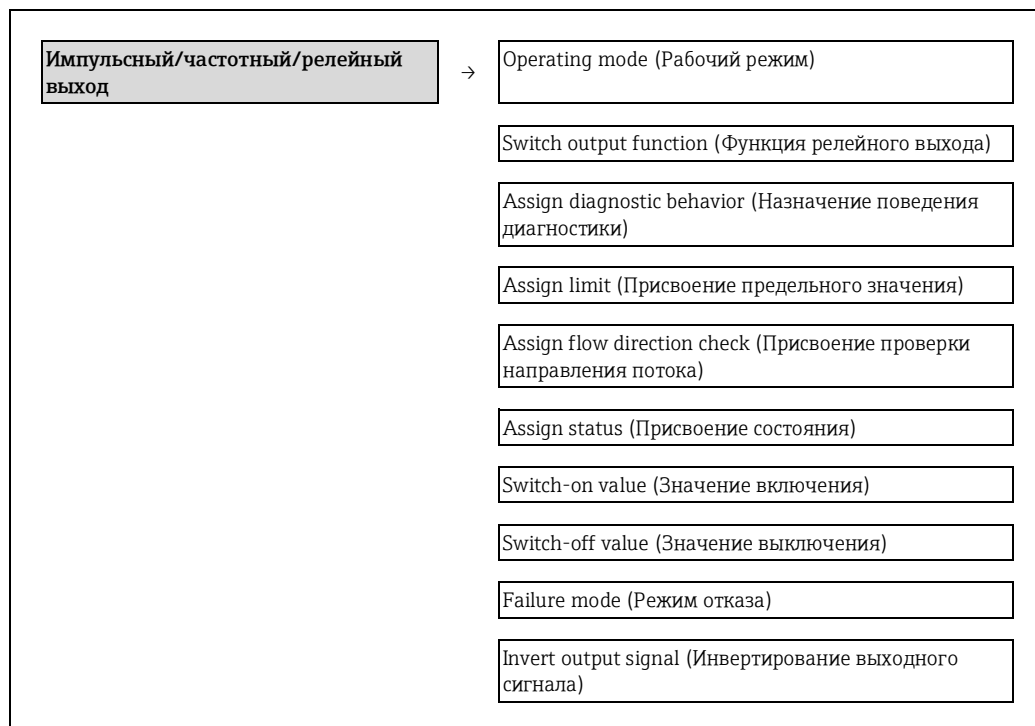 Импульсный/частотный/релейный
выход
→
Operating mode (Рабочий режим)
Switch output function (Функция релейного выхода)
Assign diagnostic behavior (Назначение поведения
диагностики)
Assign limit (Присвоение предельного значения)
Assign flow direction check (Присвоение проверки
направления потока)
Assign status (Присвоение состояния)
Switch-on value (Значение включения)
Switch-off value (Значение выключения)
Failure mode (Режим отказа)
Invert output signal (Инвертирование выходного
сигнала)